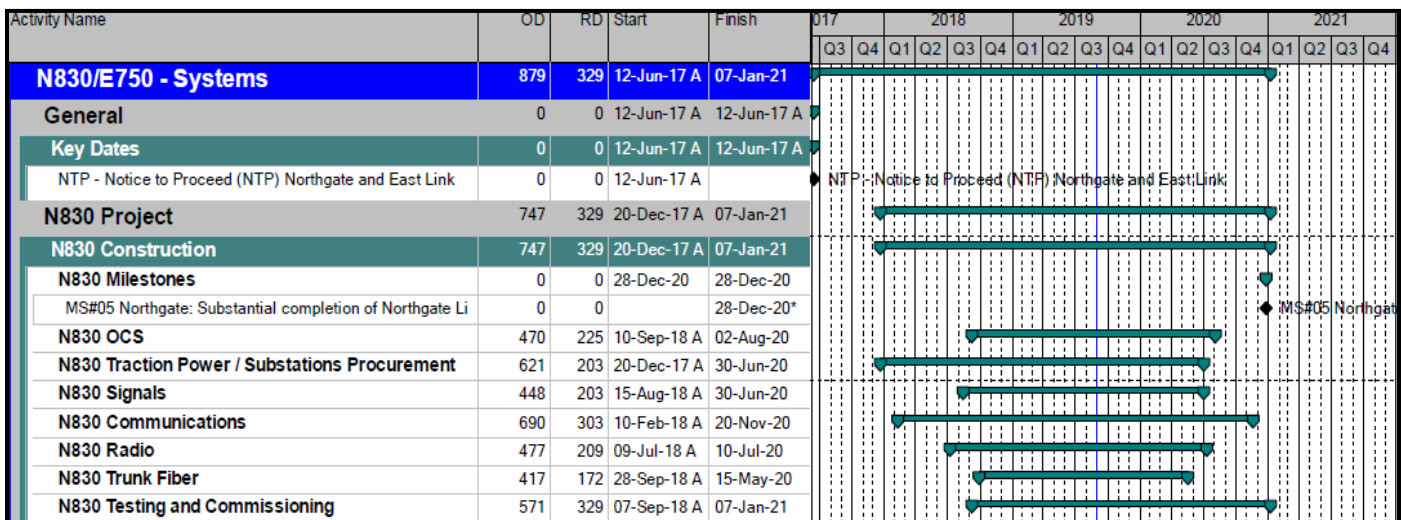 Activity Name OD RD Start Finish 017 2018 2019 2020 2021
Q3 Q4 Q1 Q2 Q3 Q4 Q1 Q2 Q3 Q4 Q1 Q2 Q3 Q4 Q1 Q2 Q3 Q4
N830/E750 - Systems 879 329 12-Jun-17 A 07-Jan-21
General 0 0 12-Jun-17 A 12-Jun-17 A
Key Dates 0 0 12-Jun-17 A 12-Jun-17 A
NTP - Notice to Proceed (NTP) Northgate and East Link 0 0 12-Jun-17 A NTP - Notice to Proceed (NTP) Northgate and East Link
N830 Project 747 329 20-Dec-17 A 07-Jan-21
N830 Construction 747 329 20-Dec-17 A 07-Jan-21
N830 Milestones 0 0 28-Dec-20 28-Dec-20
MS#05 Northgate: Substantial completion of Northgate Li 0 0 28-Dec-20* MS#05 Northgat
N830 OCS 470 225 10-Sep-18 A 02-Aug-20
N830 Traction Power / Substations Procurement 621 203 20-Dec-17 A 30-Jun-20
N830 Signals 448 203 15-Aug-18 A 30-Jun-20
N830 Communications 690 303 10-Feb-18 A 20-Nov-20
N830 Radio 477 209 09-Jul-18 A 10-Jul-20
N830 Trunk Fiber 417 172 28-Sep-18 A 15-May-20
N830 Testing and Commissioning 571 329 07-Sep-18 A 07-Jan-21